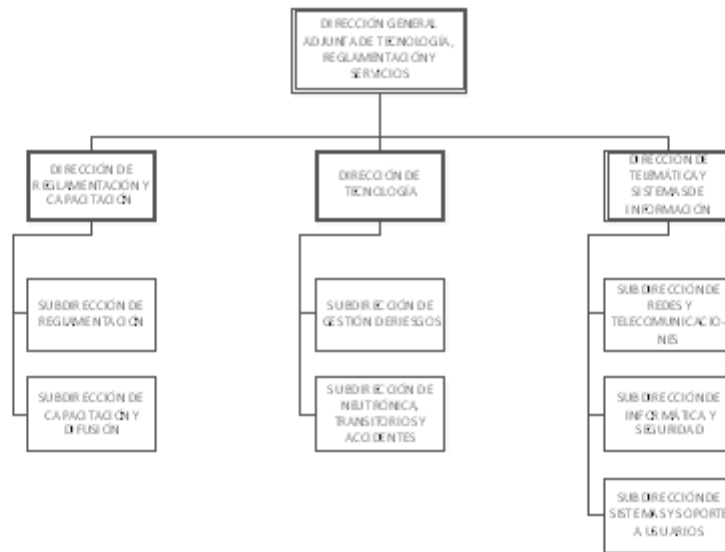 DIRECCIÓN GENERAL
ADJUNTA DE TECNOLOGÍA,
REGLAMENTACIÓN Y
SERVICIOS
DIRECCIÓN DE
REGLAMENTACIÓN Y
CAPACITACIÓN
DIRECCIÓN DE
TECNOLOGÍA
DIRECCIÓN DE
TELEMÁTICA Y
SISTEMAS DE
INFORMACIÓN
SUBDIRECCIÓN DE
REGLAMENTACIÓN
SUBDIRECCIÓN DE
GESTIÓN DE RIESGOS
SUBDIRECCIÓN DE
REDES Y
TELECOMUNICACIO-
NES
SUBDIRECCIÓN DE
CAPACITACIÓN Y
DIFUSIÓN
SUBDIRECCIÓN DE
NEUTRÓNICA,
TRANSITORIOS Y
ACCIDENTES
SUBDIRECCIÓN DE
INFORMÁTICA Y
SEGURIDAD
SUBDIRECCIÓN DE
SISTEMAS Y SOPORTE
A USUARIOS